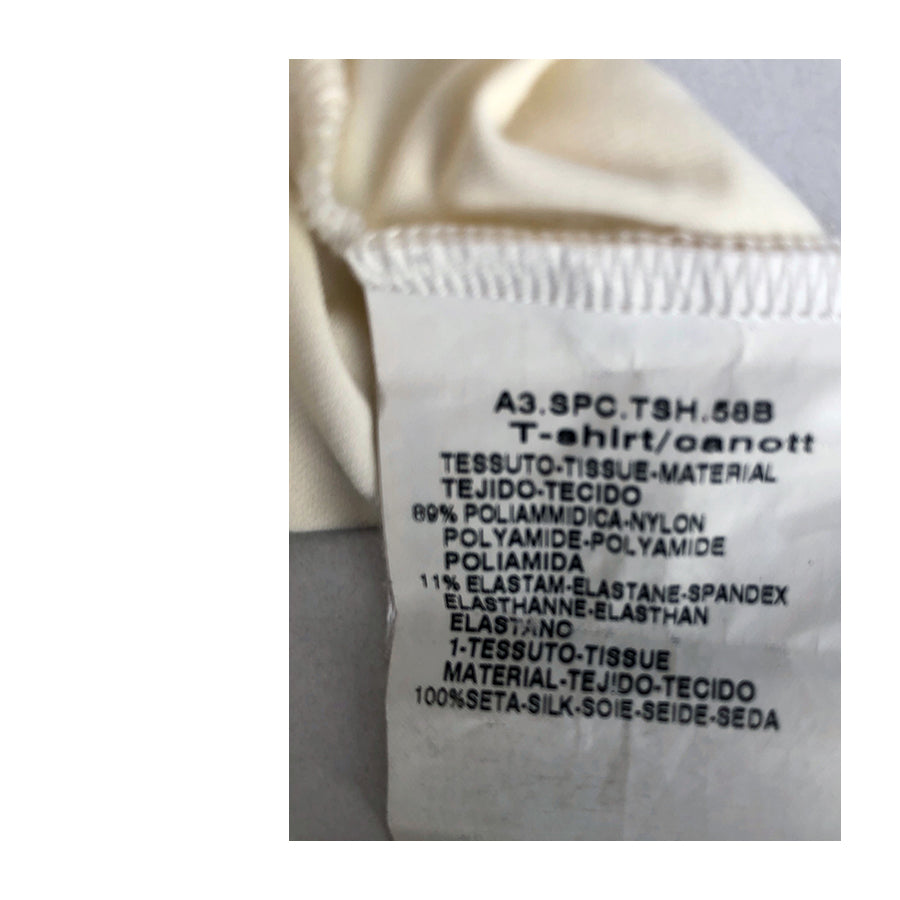 A3.SPC.TSH.58B
T-shirt/canott
TESSUTO-TISSUE-MATERIAL
TEJIDO-TECIDO
89% POLIAMMIDICA-NYLON
POLYAMIDE-POLYAMIDE
POLIAMIDA
11% ELASTAM-ELASTANE-SPANDEX
ELASTHANNE-ELASTHAN
ELASTANO
1-TESSUTO-TISSUE
MATERIAL-TEJIDO-TECIDO
100%SETA-SILK-SOIE-SEIDE-SEDA